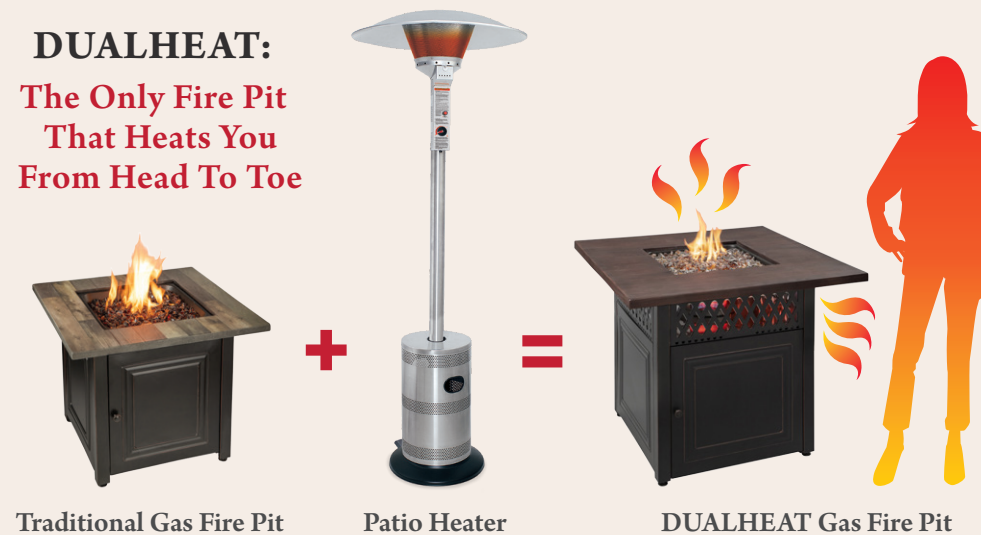 DUALHEAT:
The Only Fire Pit
That Heats You
From Head To Toe
Traditional Gas Fire Pit
Patio Heater
DUALHEAT Gas Fire Pit